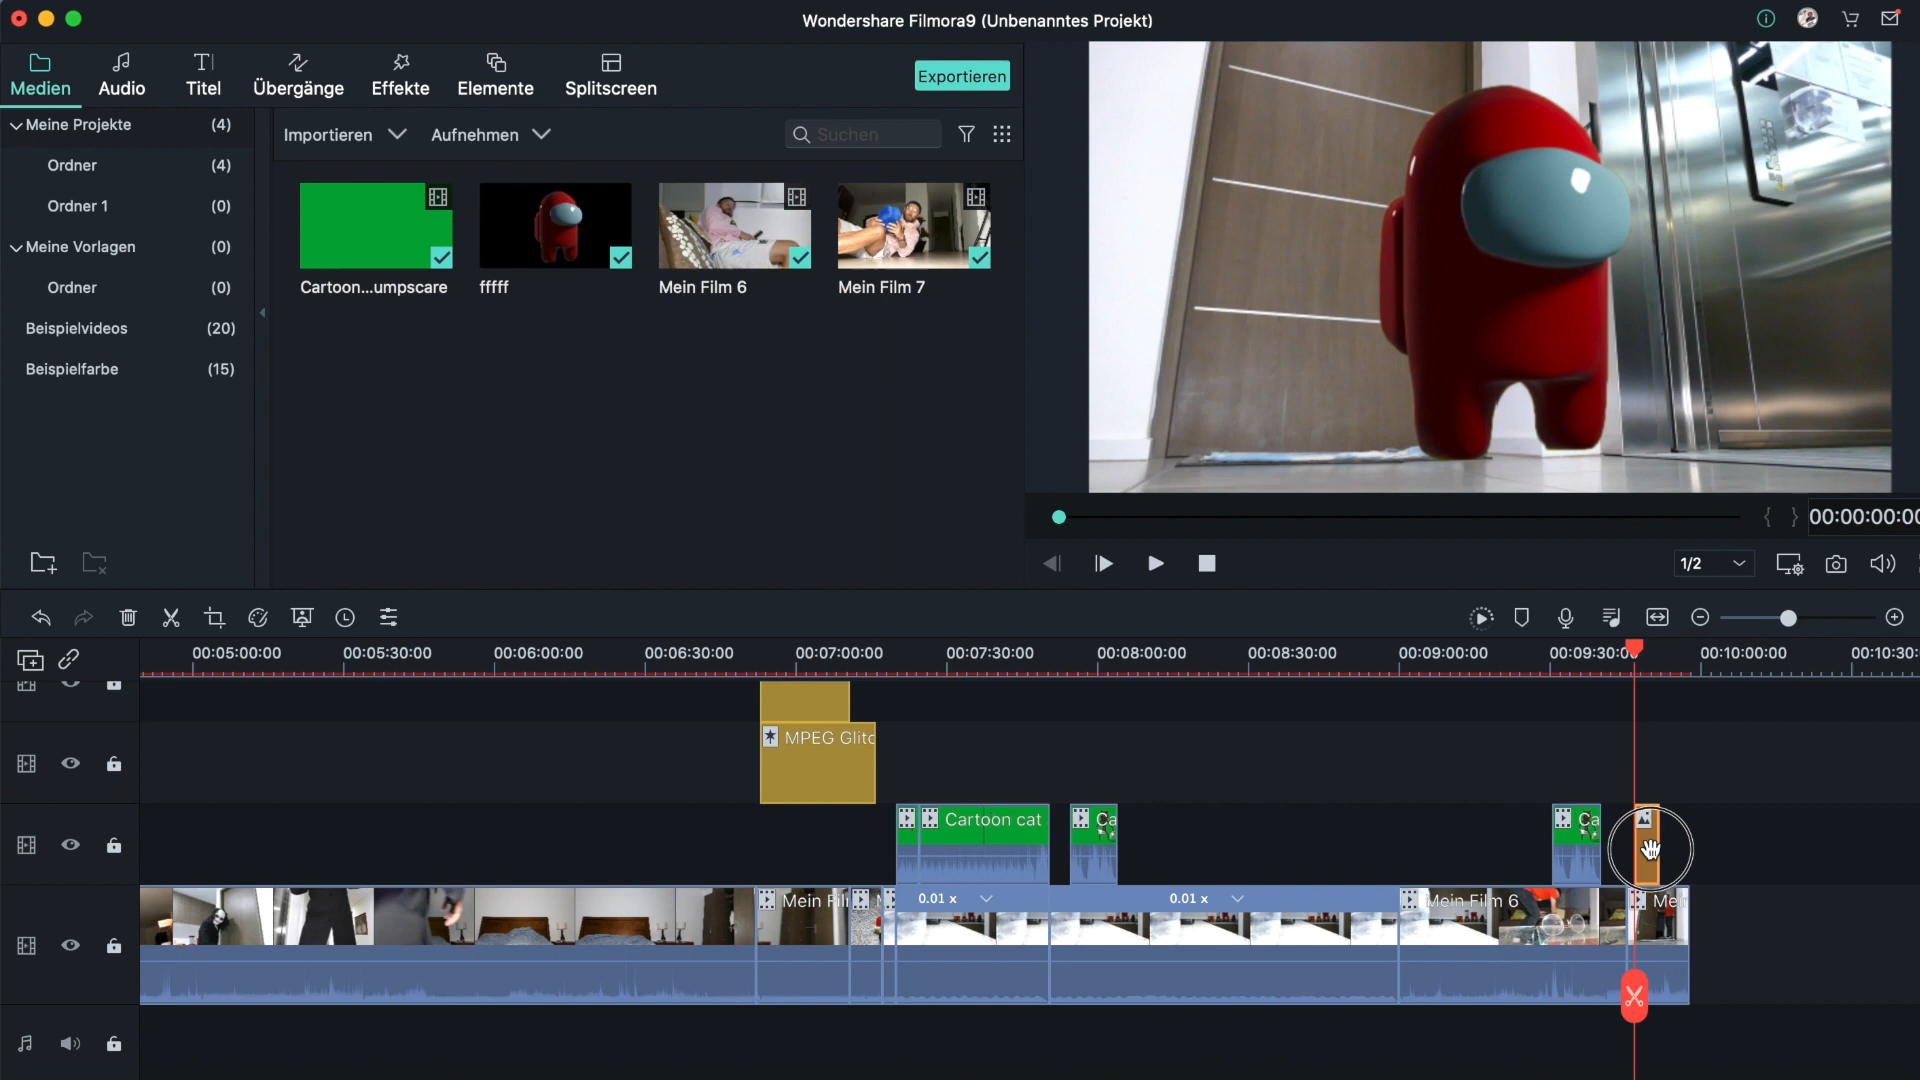 Wondershare Filmora9 (Unbenanntes Projekt)
Medien
Audio
Titel
Übergänge
Effekte
Elemente
Splitscreen
Exportieren
Meine Projekte (4)
Ordner (4)
Ordner 1 (0)
Meine Vorlagen (0)
Ordner (0)
Beispielvideos (20)
Beispielfarbe (15)
Importieren
Aufnehmen
Suchen
Cartoon...umpscare
fffff
Mein Film 6
Mein Film 7
{ } 00:00:00:00
1/2
00:05:00:00
00:05:30:00
00:06:00:00
00:06:30:00
00:07:00:00
00:07:30:00
00:08:00:00
00:08:30:00
00:09:00:00
00:09:30:0
00:10:00:00
00:10:30:
MPEG Glitc
Cartoon cat
Ca
Ca
Mein Fil
0.01 x
0.01 x
Mein Film 6
Mei